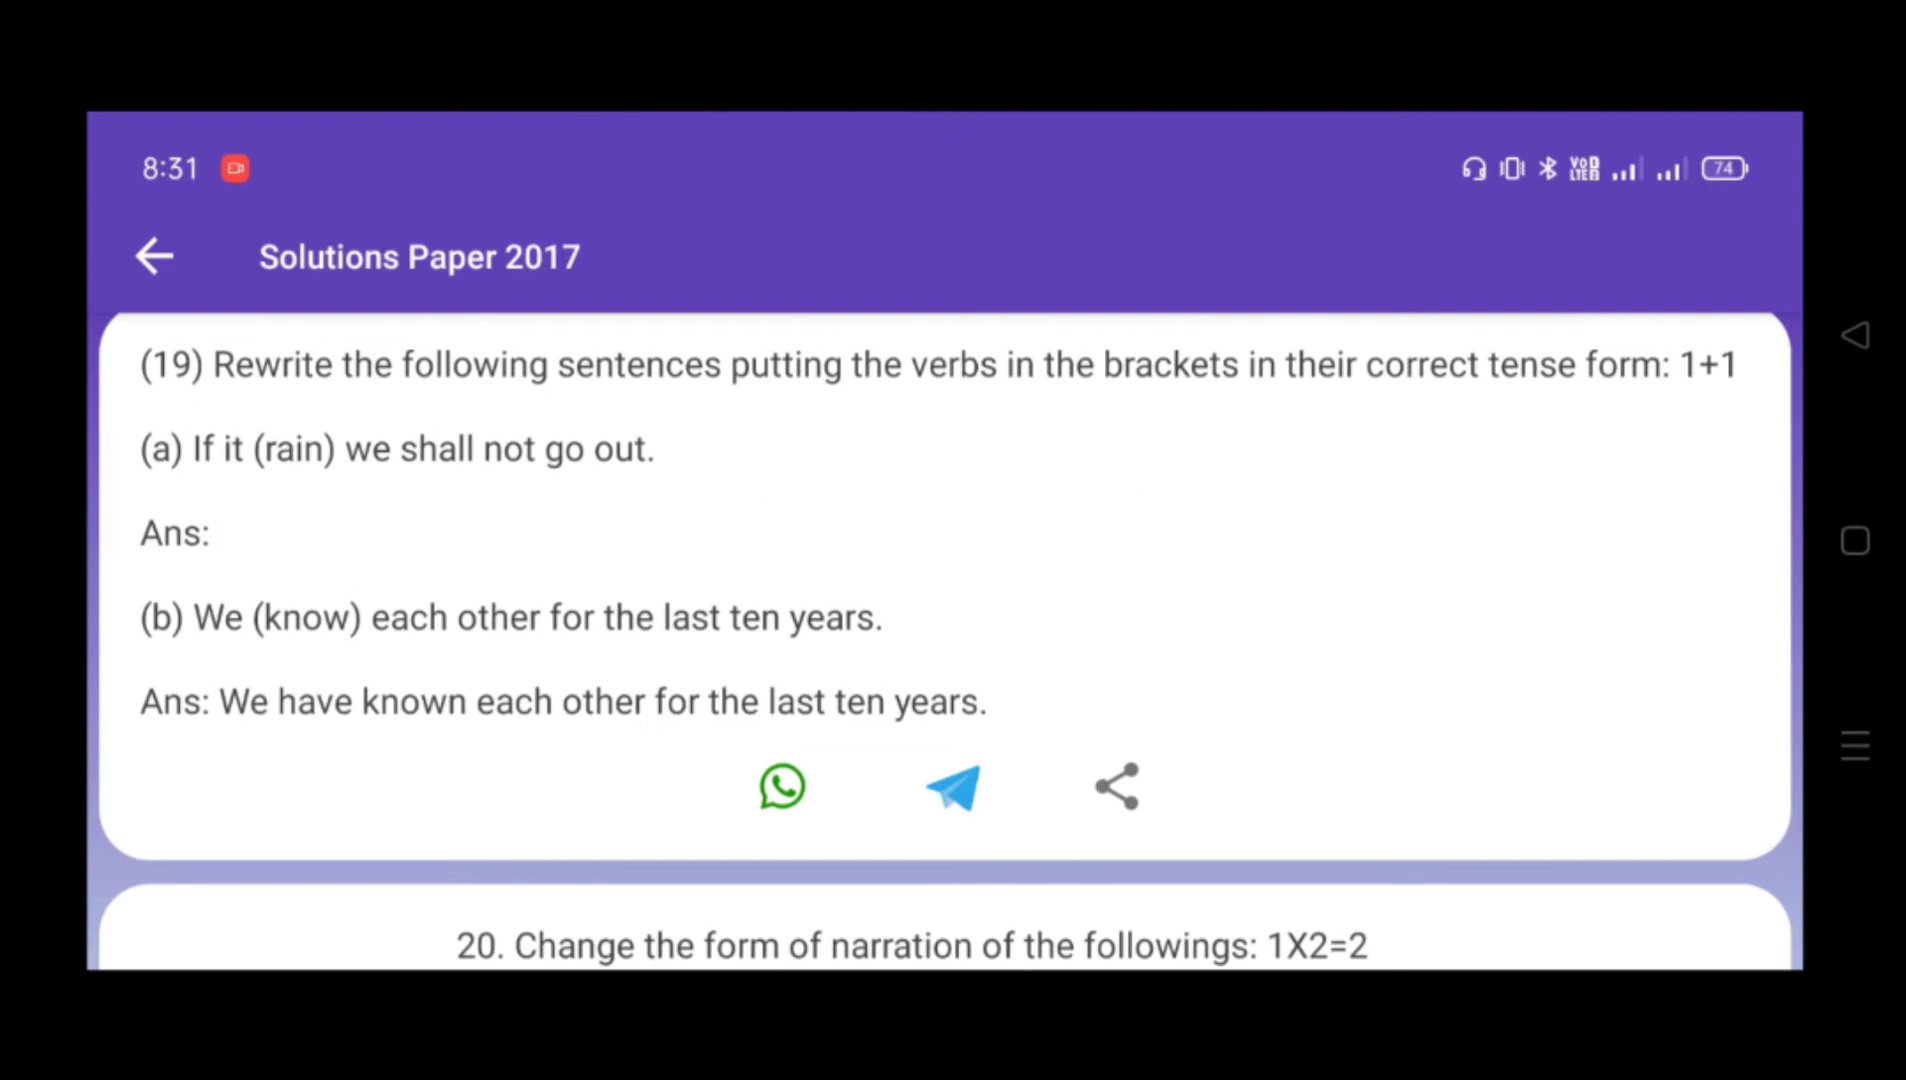 8:31
VoD LTE2 74
Solutions Paper 2017
(19) Rewrite the following sentences putting the verbs in the brackets in their correct tense form: 1+1
(a) If it (rain) we shall not go out.
Ans:
(b) We (know) each other for the last ten years.
Ans: We have known each other for the last ten years.
20. Change the form of narration of the followings: 1X2=2